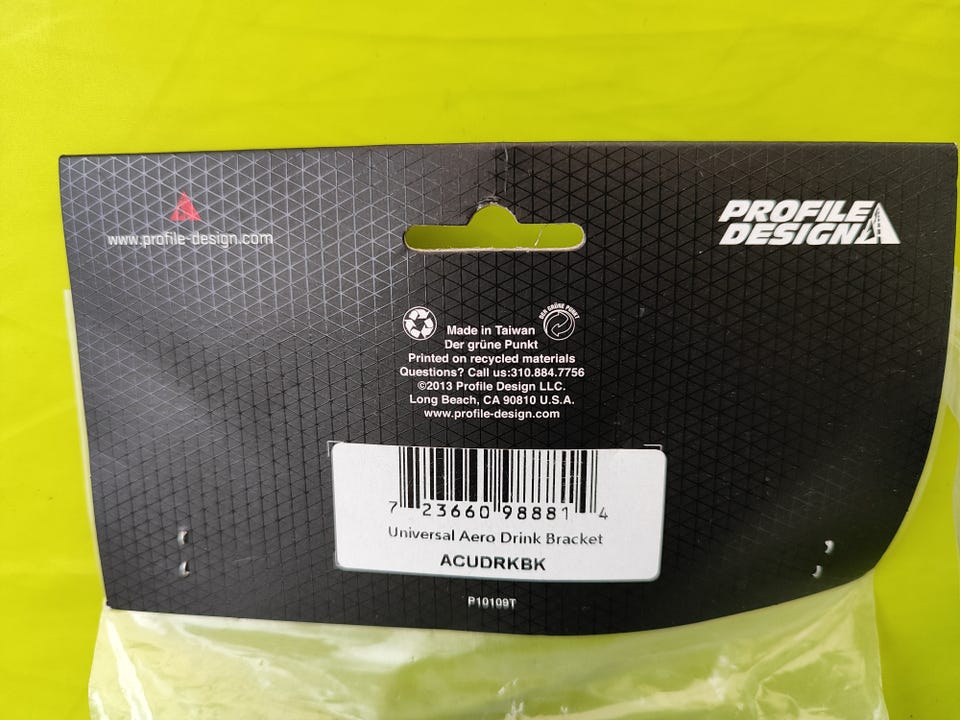 www.profile-design.com
PROFILE
DESIGN
DER GRÜNE PUNKT
Made in Taiwan
Der grüne Punkt
Printed on recycled materials
Questions? Call us:310.884.7756
©2013 Profile Design LLC.
Long Beach, CA 90810 U.S.A.
www.profile-design.com
7 23660 98881 4
Universal Aero Drink Bracket
ACUDRKBK
P10109T